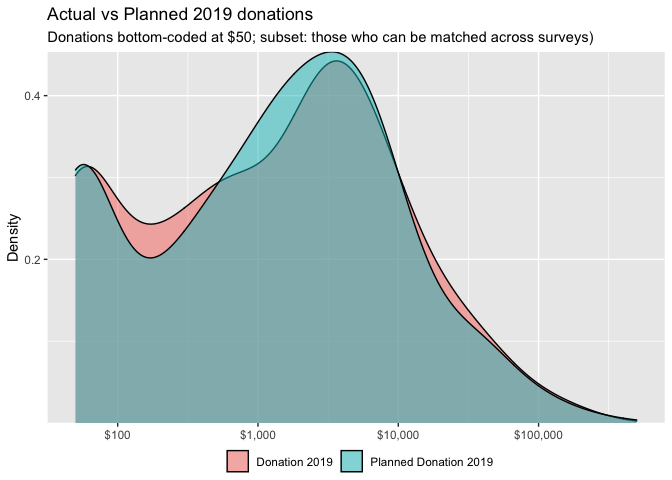 Actual vs Planned 2019 donations
Donations bottom-coded at $50; subset: those who can be matched across surveys)
Density
0.4
0.2
$100 $1,000 $10,000 $100,000
Donation 2019 Planned Donation 2019